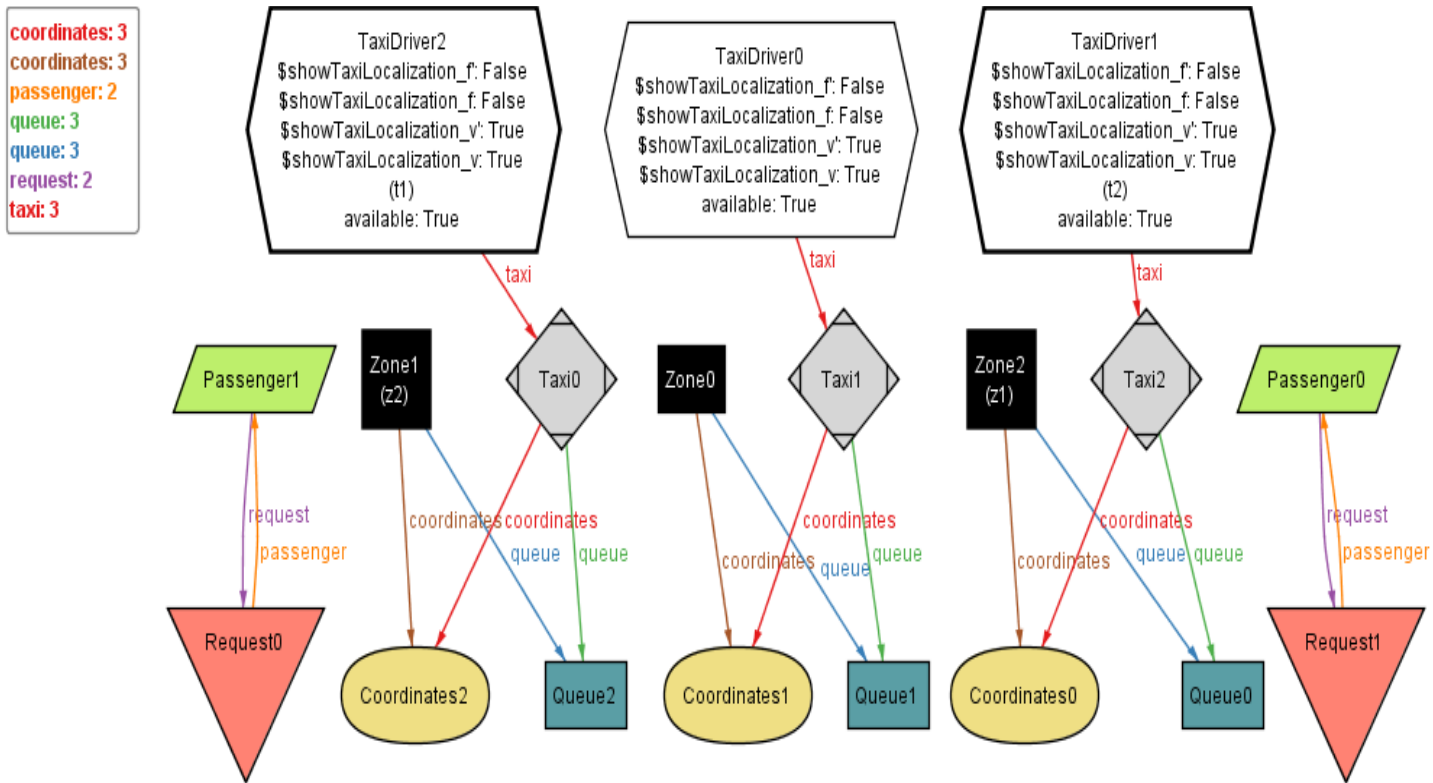 coordinates: 3
coordinates: 3
passenger: 2
queue: 3
queue: 3
request: 2
taxi: 3
TaxiDriver2
$showTaxiLocalization_f': False
$showTaxiLocalization_f: False
$showTaxiLocalization_v': True
$showTaxiLocalization_v: True
(t1)
available: True
TaxiDriver0
$showTaxiLocalization_f': False
$showTaxiLocalization_f: False
$showTaxiLocalization_v': True
$showTaxiLocalization_v: True
available: True
TaxiDriver1
$showTaxiLocalization_f': False
$showTaxiLocalization_f: False
$showTaxiLocalization_v': True
$showTaxiLocalization_v: True
(t2)
available: True
taxi
taxi
taxi
Passenger1
Zone1
(z2)
Taxi0
Zone0
Taxi1
Zone2
(z1)
Taxi2
Passenger0
request
passenger
coordinates
coordinates
queue
queue
coordinates
coordinates
queue
queue
coordinates
coordinates
queue
queue
request
passenger
Request0
Coordinates2
Queue2
Coordinates1
Queue1
Coordinates0
Queue0
Request1